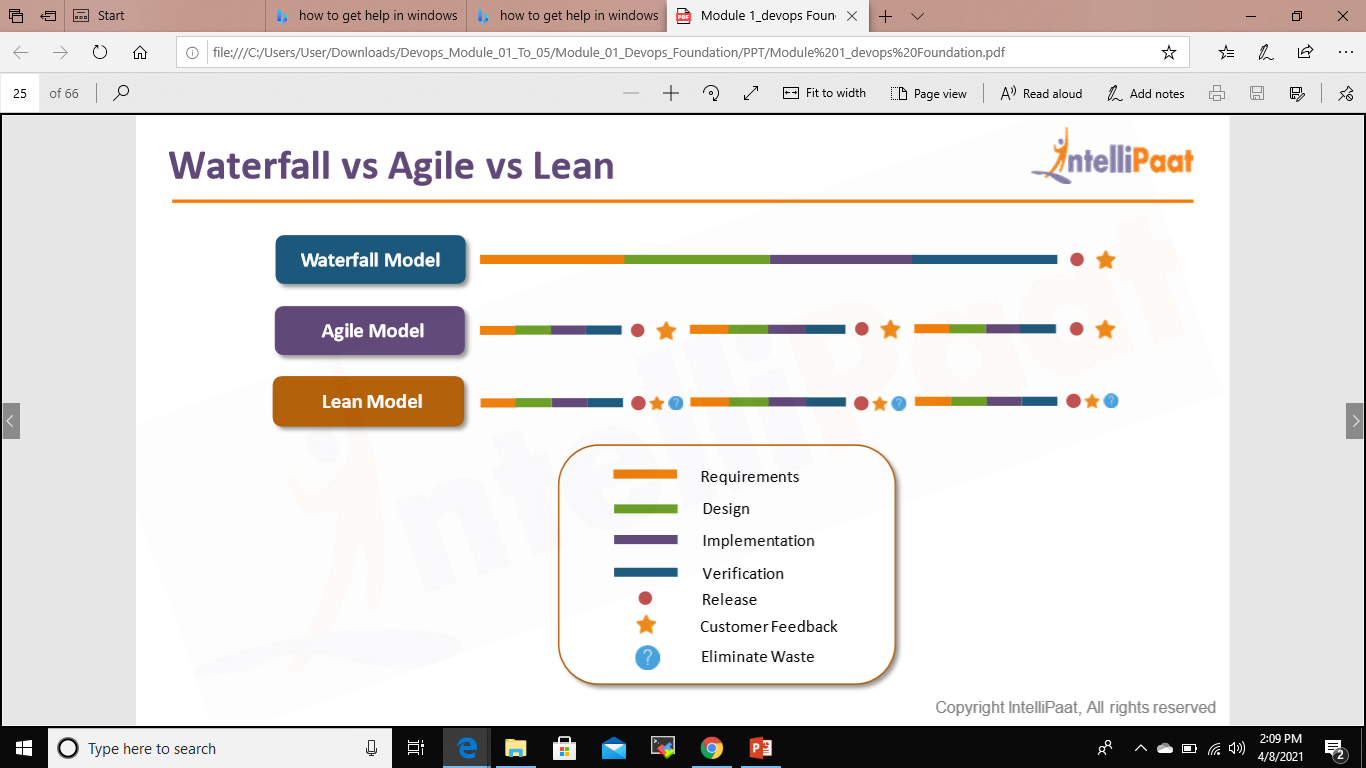 Start
how to get help in windows
how to get help in windows
Module 1_devops Foun
file:///C:/Users/User/Downloads/Devops_Module_01_To_05/Module_01_Devops_Foundation/PPT/Module%201_devops%20Foundation.pdf
25 of 66
Fit to width
Page view
Read aloud
Add notes
Waterfall vs Agile vs Lean
IntelliPaat
Waterfall Model
Agile Model
Lean Model
?
?
?
Requirements
Design
Implementation
Verification
Release
Customer Feedback
? Eliminate Waste
IntelliPaat
Copyright IntelliPaat, All rights reserved
Type here to search
2:09 PM
4/8/2021
2